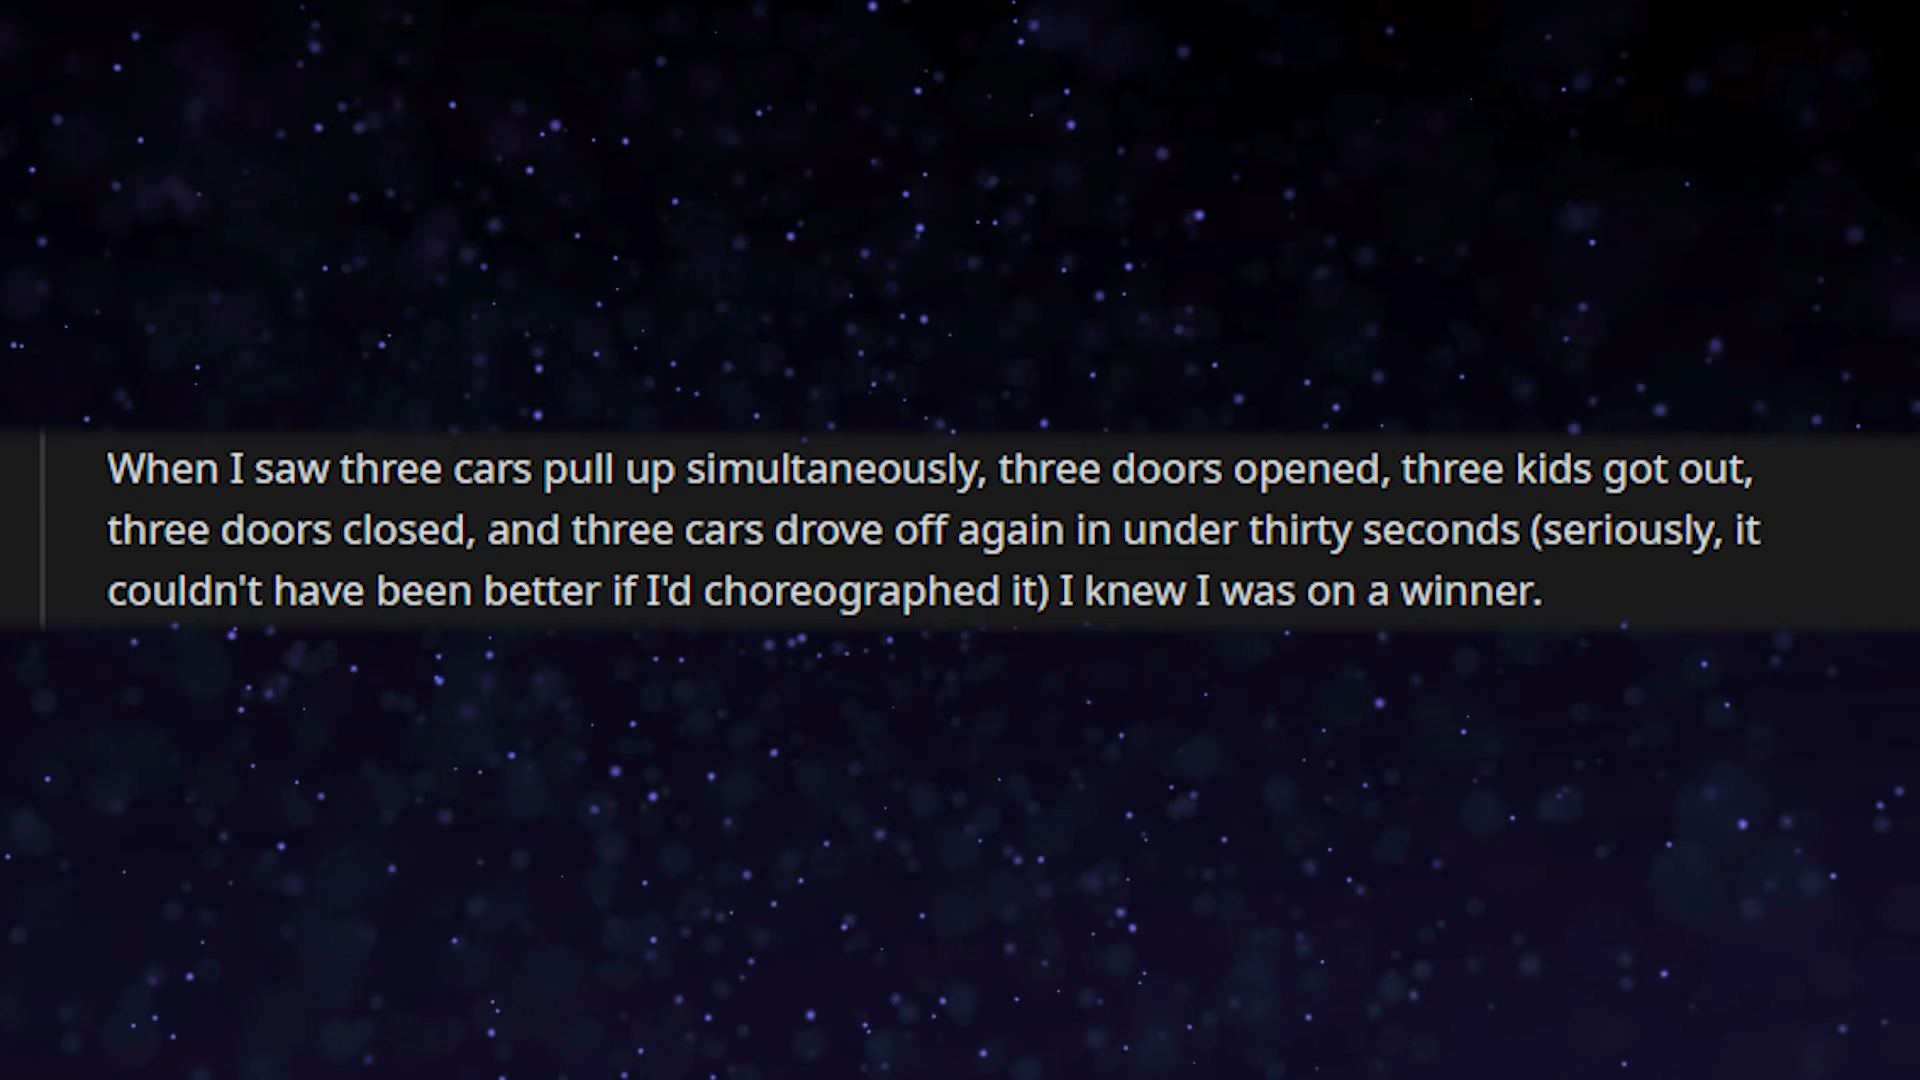 When I saw three cars pull up simultaneously, three doors opened, three kids got out,
three doors closed, and three cars drove off again in under thirty seconds (seriously, it
couldn't have been better if I'd choreographed it) I knew I was on a winner.